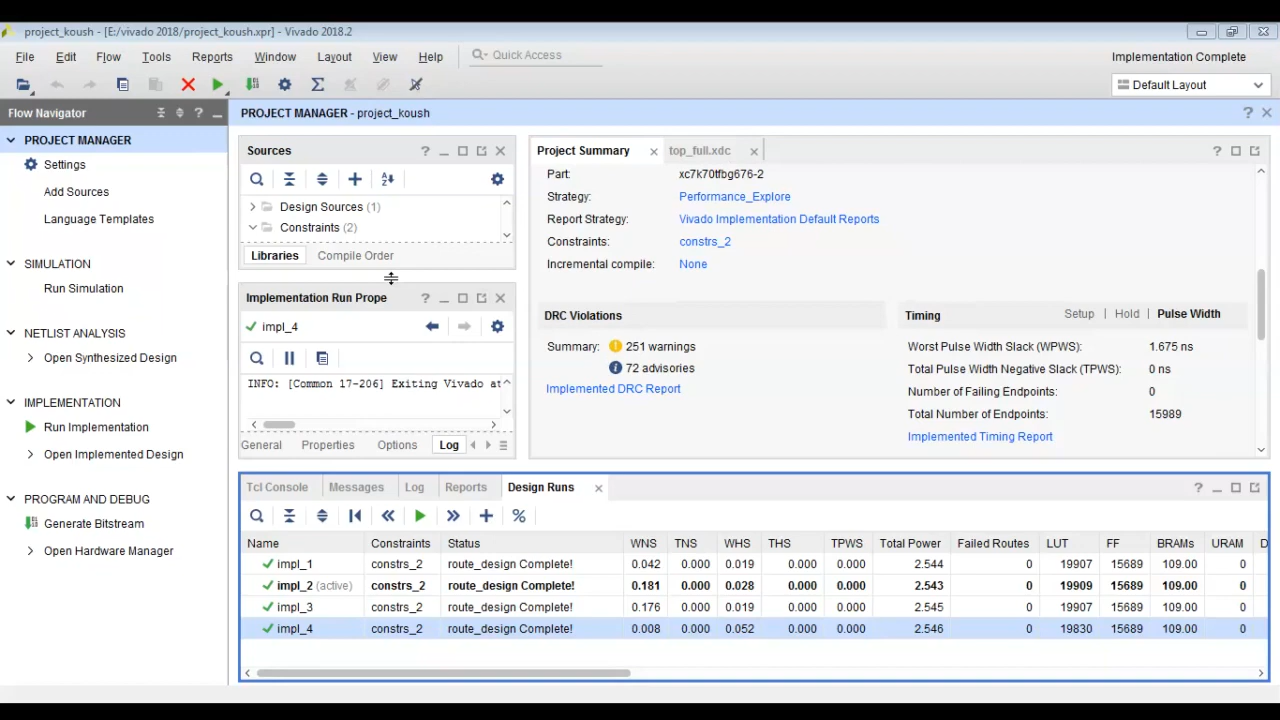 project_koush - [E:/vivado 2018/project_koush.xpr] - Vivado 2018.2
File Edit Flow Tools Reports Window Layout View Help Quick Access
Implementation Complete
Default Layout
Flow Navigator
PROJECT MANAGER
Settings
Add Sources
Language Templates
SIMULATION
Run Simulation
NETLIST ANALYSIS
Open Synthesized Design
IMPLEMENTATION
Run Implementation
Open Implemented Design
PROGRAM AND DEBUG
Generate Bitstream
Open Hardware Manager
PROJECT MANAGER - project_koush
Sources
Design Sources (1)
Constraints (2)
Libraries Compile Order
Implementation Run Prope
impl_4
INFO: [Common 17-206] Exiting Vivado at
General Properties Options Log
Project Summary top_full.xdc
Part: xc7k70tfbg676-2
Strategy: Performance_Explore
Report Strategy: Vivado Implementation Default Reports
Constraints: constrs_2
Incremental compile: None
DRC Violations
Summary: 251 warnings
72 advisories
Implemented DRC Report
Timing Setup | Hold | Pulse Width
Worst Pulse Width Slack (WPWS): 1.675 ns
Total Pulse Width Negative Slack (TPWS): 0 ns
Number of Failing Endpoints: 0
Total Number of Endpoints: 15989
Implemented Timing Report
Tcl Console Messages Log Reports Design Runs
Name Constraints Status WNS TNS WHS THS TPWS Total Power Failed Routes LUT FF BRAMs URAM D
impl_1 constrs_2 route_design Complete! 0.042 0.000 0.019 0.000 0.000 2.544 0 19907 15689 109.00 0
impl_2 (active) constrs_2 route_design Complete! 0.181 0.000 0.028 0.000 0.000 2.543 0 19909 15689 109.00 0
impl_3 constrs_2 route_design Complete! 0.176 0.000 0.019 0.000 0.000 2.545 0 19907 15689 109.00 0
impl_4 constrs_2 route_design Complete! 0.008 0.000 0.052 0.000 0.000 2.546 0 19830 15689 109.00 0